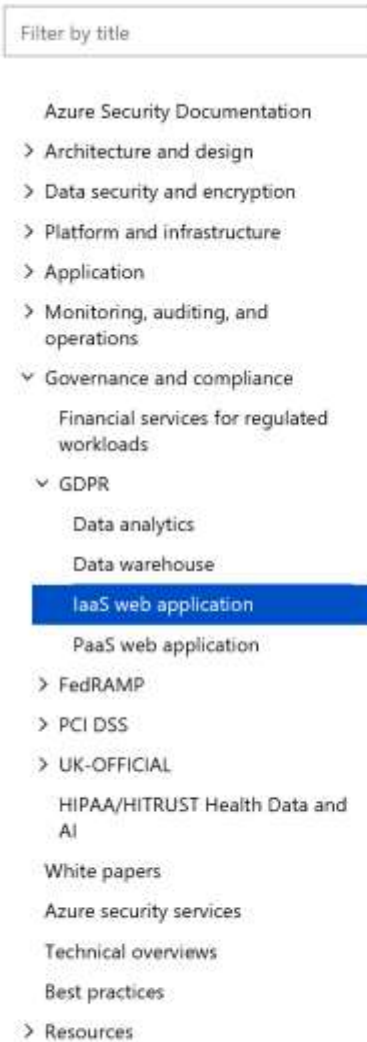 Filter by title
Azure Security Documentation
Architecture and design
Data security and encryption
Platform and infrastructure
Application
Monitoring, auditing, and
operations
Governance and compliance
Financial services for regulated
workloads
GDPR
Data analytics
Data warehouse
IaaS web application
PaaS web application
FedRAMP
PCI DSS
UK-OFFICIAL
HIPAA/HITRUST Health Data and
AI
White papers
Azure security services
Technical overviews
Best practices
Resources